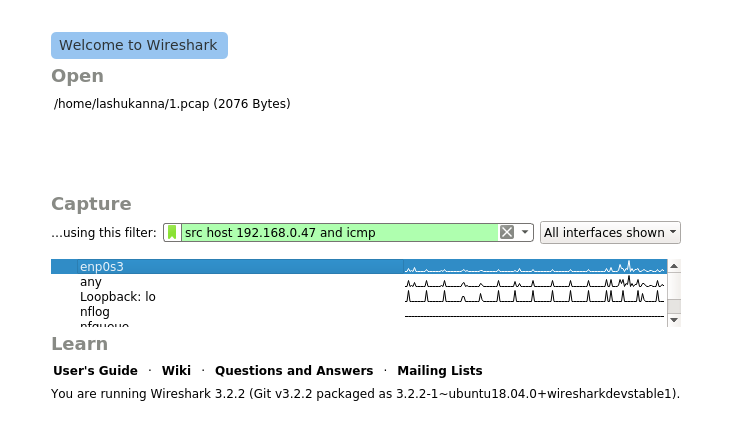 Welcome to Wireshark
Open
/home/lashukanna/1.pcap (2076 Bytes)
Capture
...using this filter: src host 192.168.0.47 and icmp All interfaces shown
enp0s3
any
Loopback: lo
nflog
nfqueue
Learn
User's Guide · Wiki · Questions and Answers · Mailing Lists
You are running Wireshark 3.2.2 (Git v3.2.2 packaged as 3.2.2-1~ubuntu18.04.0+wiresharkdevstable1).